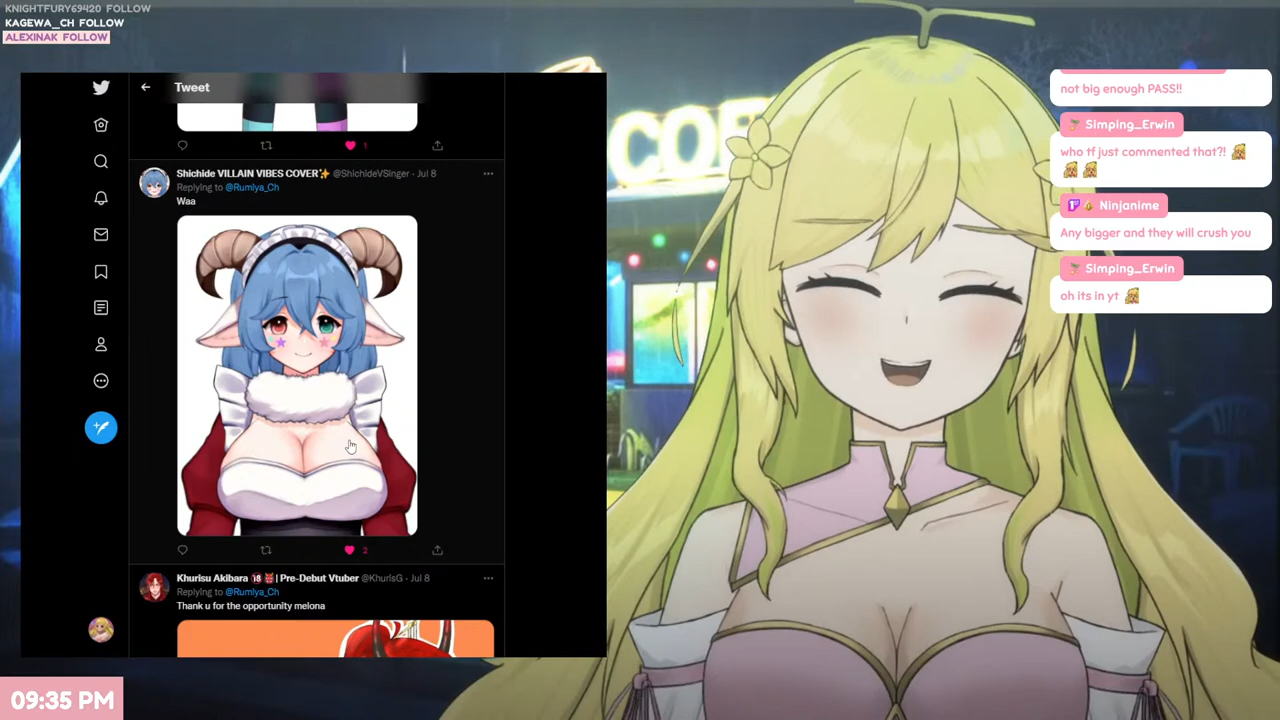 KNIGHTFURY69420 FOLLOW
KAGEWA_CH FOLLOW
ALEXINAK FOLLOW
Tweet
1
Shichide VILLAIN VIBES COVER✨ @ShichideVSinger · Jul 8
Replying to @Rumiya_Ch
Waa
2
Khurisu Akibara 🔞👹 | Pre-Debut Vtuber @KhurisG · Jul 8
Replying to @Rumiya_Ch
Thank u for the opportunity melona
09:35 PM
not big enough PASS!!
Simping_Erwin
who tf just commented that?!
Ninjanime
Any bigger and they will crush you
Simping_Erwin
oh its in yt